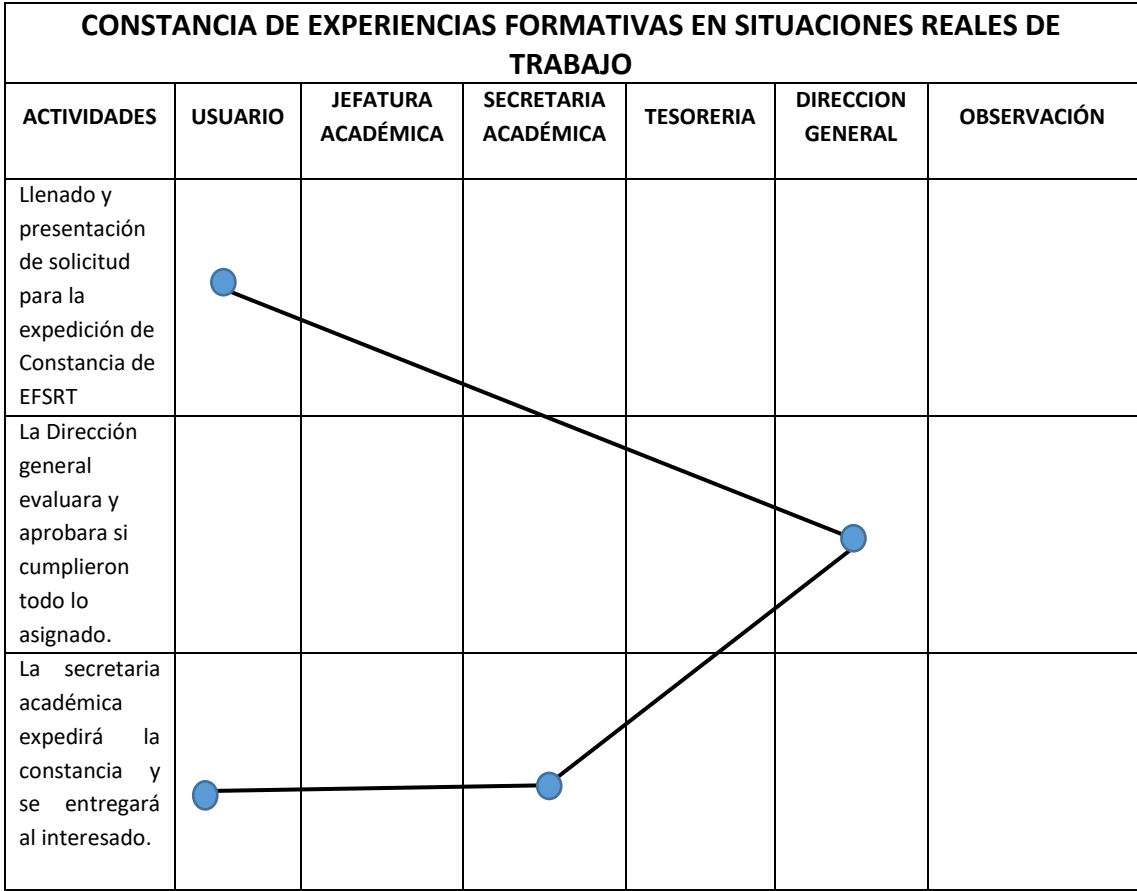 CONSTANCIA DE EXPERIENCIAS FORMATIVAS EN SITUACIONES REALES DE
TRABAJO
ACTIVIDADES
USUARIO
JEFATURA
ACADÉMICA
SECRETARIA
ACADÉMICA
TESORERIA
DIRECCION
GENERAL
OBSERVACIÓN
Llenado y
presentación
de solicitud
para la
expedición de
Constancia de
EFSRT
La Dirección
general
evaluara y
aprobara si
cumplieron
todo lo
asignado.
La secretaria
académica
expedirá la
constancia y
se entregará
al interesado.